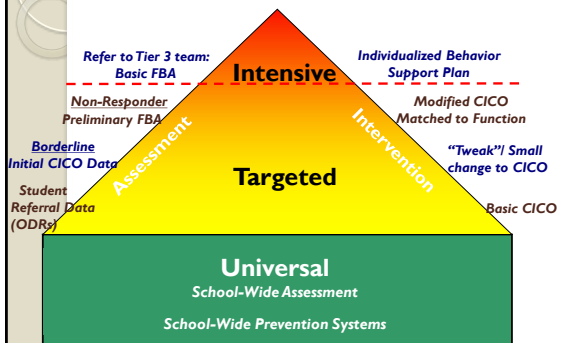 Refer to Tier 3 team:
Basic FBA
Individualized Behavior
Support Plan
Intensive
Non-Responder
Preliminary FBA
Modified CICO
Matched to Function
Assessment
Intervention
Borderline
Initial CICO Data
"Tweak"/ Small
change to CICO
Targeted
Student
Referral Data
(ODRs)
Basic CICO
Universal
School-Wide Assessment
School-Wide Prevention Systems